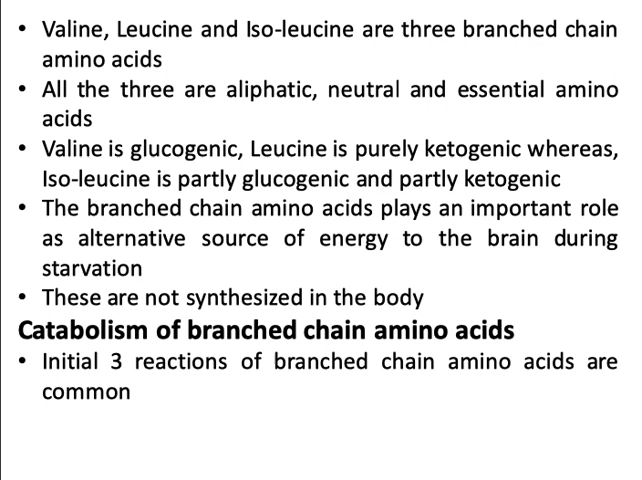 • Valine, Leucine and Iso-leucine are three branched chain
amino acids
• All the three are aliphatic, neutral and essential amino
acids
• Valine is glucogenic, Leucine is purely ketogenic whereas,
Iso-leucine is partly glucogenic and partly ketogenic
• The branched chain amino acids plays an important role
as alternative source of energy to the brain during
starvation
• These are not synthesized in the body
Catabolism of branched chain amino acids
• Initial 3 reactions of branched chain amino acids are
common